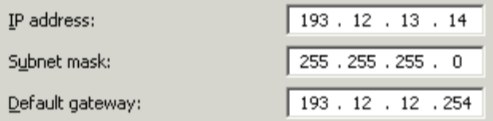 IP address: 193 . 12 . 13 . 14
Subnet mask: 255 . 255 . 255 . 0
Default gateway: 193 . 12 . 12 . 254